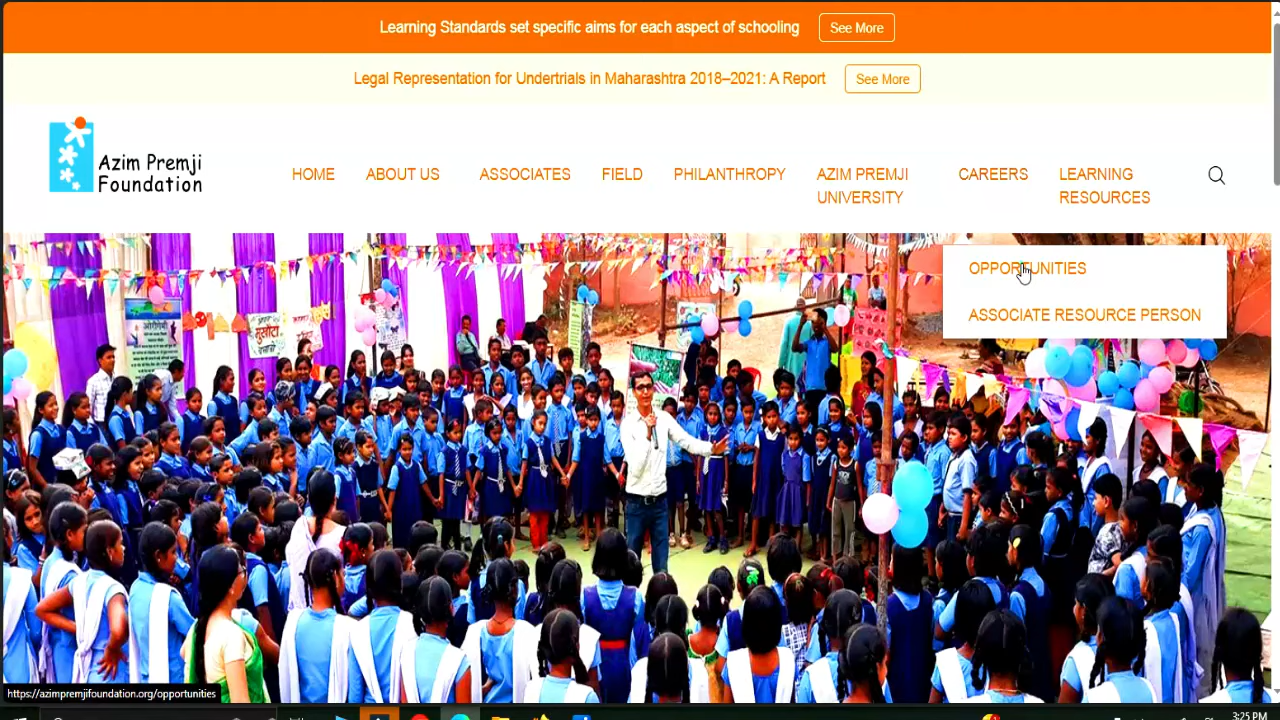 Learning Standards set specific aims for each aspect of schooling See More
Legal Representation for Undertrials in Maharashtra 2018–2021: A Report See More
Azim Premji
Foundation
HOME ABOUT US ASSOCIATES FIELD PHILANTHROPY AZIM PREMJI UNIVERSITY CAREERS LEARNING RESOURCES
OPPORTUNITIES
ASSOCIATE RESOURCE PERSON
मुखौटा
https://azimpremjifoundation.org/opportunities
3:25 PM